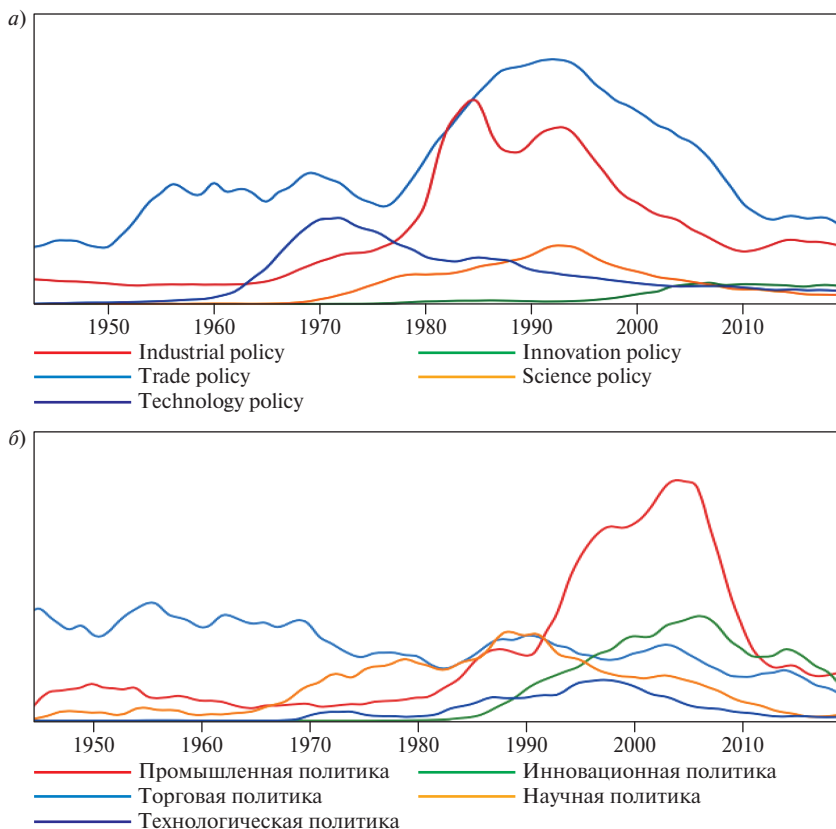 а)
1950 1960 1970 1980 1990 2000 2010
Industrial policy Innovation policy
Trade policy Science policy
Technology policy
б)
1950 1960 1970 1980 1990 2000 2010
Промышленная политика Инновационная политика
Торговая политика Научная политика
Технологическая политика